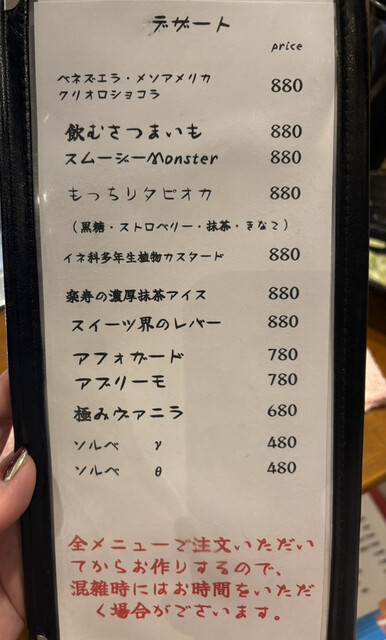 デザート
price
ベネズエラ・メソアメリカ
クリオロショコラ 880
飲むさつまいも 880
スムージーMonster 880
もっちりタピオカ 880
(黒糖・ストロベリー・抹茶・きなこ)
イネ科多年生植物カスタード 880
楽寿の濃厚抹茶アイス 880
スイーツ界のレバー 880
アフォガード 780
アブリーモ 780
極みヴァニラ 680
ソルベ γ 480
ソルベ θ 480
全メニューご注文いただい
てからお作りするので、
混雑時にはお時間をいただ
く場合がございます。